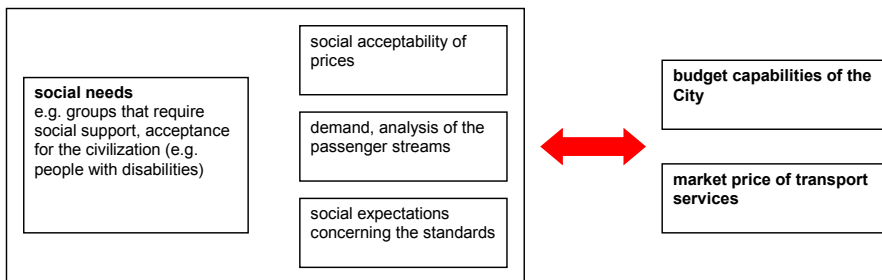 social needs
e.g. groups that require
social support, acceptance
for the civilization (e.g.
people with disabilities)
social acceptability of
prices
demand, analysis of the
passenger streams
social expectations
concerning the standards
budget capabilities of the
City
market price of transport
services